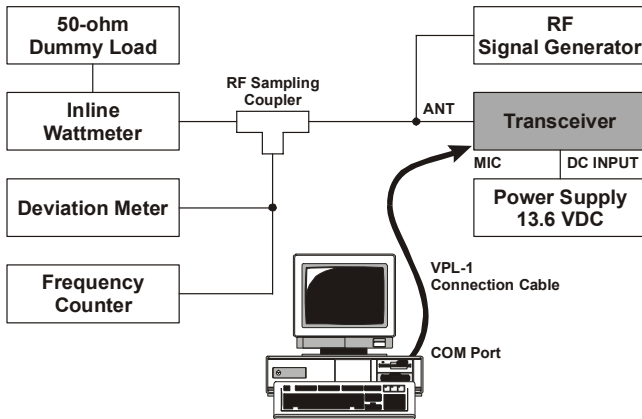 50-ohm
Dummy Load
RF
Signal Generator
RF Sampling
Coupler
ANT
Inline
Wattmeter
Transceiver
MIC
DC INPUT
Deviation Meter
Power Supply
13.6 VDC
Frequency
Counter
VPL-1
Connection Cable
COM Port